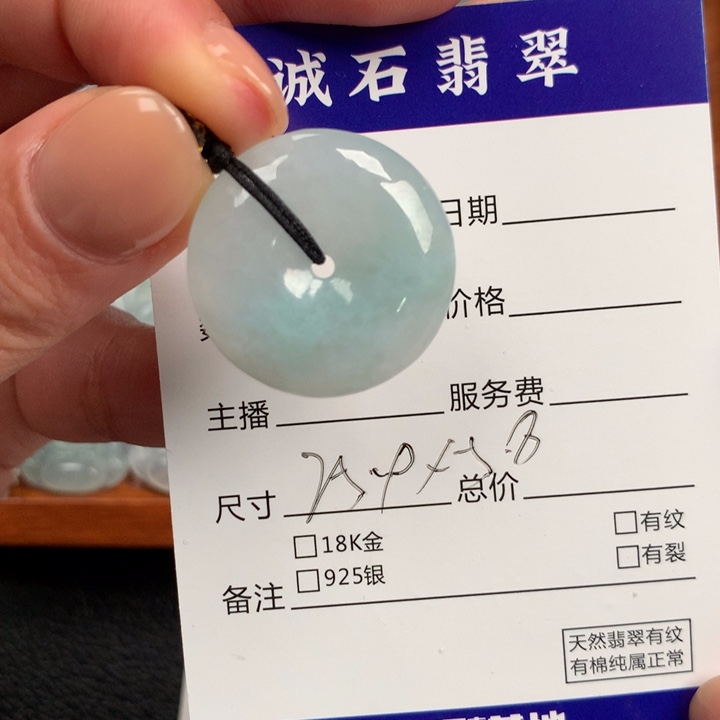 诚石翡翠
日期
价格
主播 服务费
尺寸 总价
□18K金 □有纹
□925银 □有裂
备注
天然翡翠有纹
有棉纯属正常